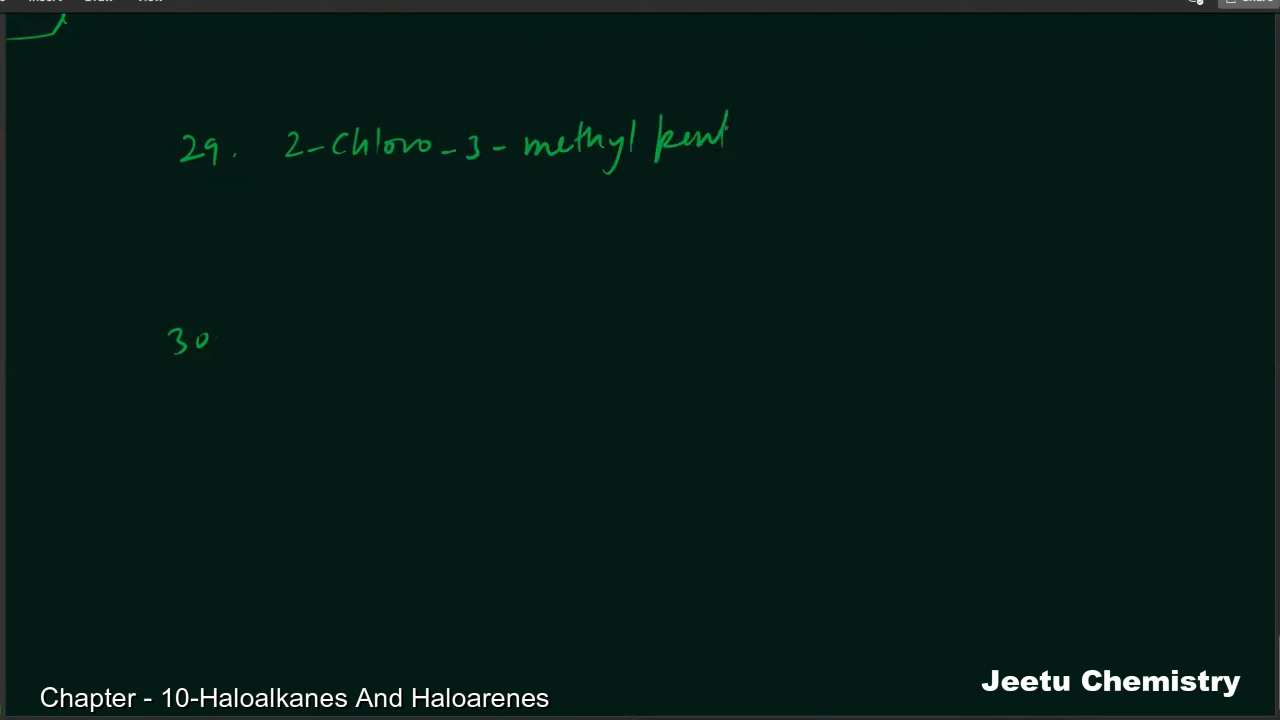 29. 2-chloro-3-methyl pent
30
Jeetu Chemistry
Chapter - 10-Haloalkanes And Haloarenes